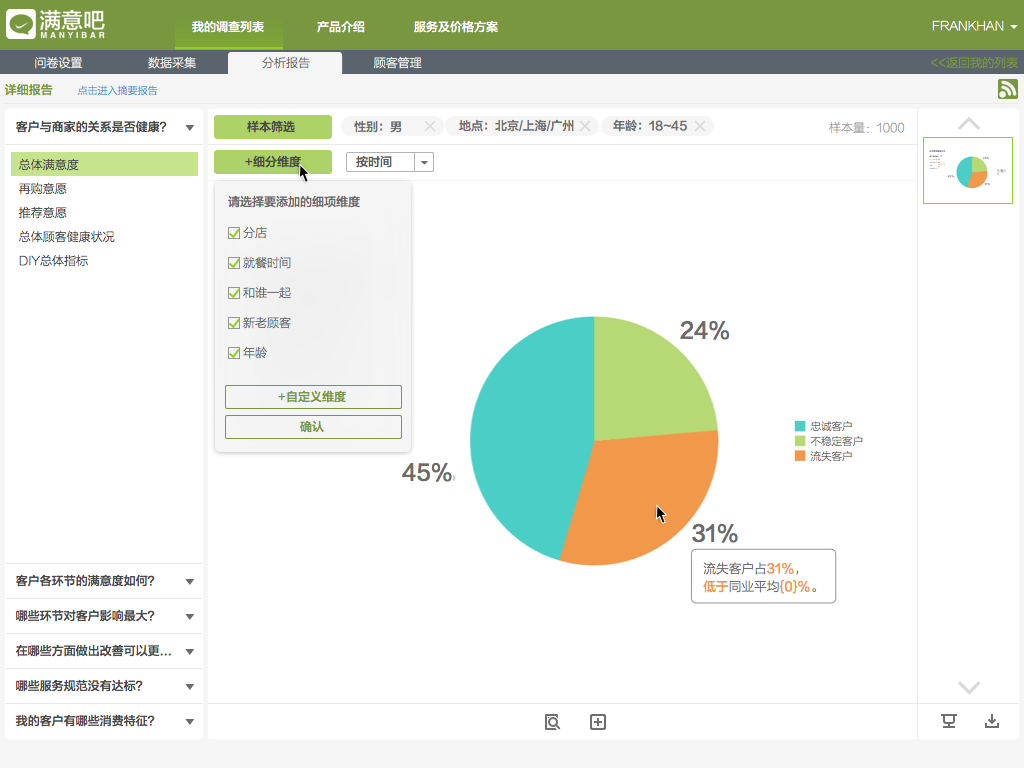 满意吧
MANYIBAR
我的调查列表
产品介绍
服务及价格方案
FRANKHAN
问卷设置
数据采集
分析报告
顾客管理
<<返回我的列表
详细报告
点击进入摘要报告
客户与商家的关系是否健康?
总体满意度
再购意愿
推荐意愿
总体顾客健康状况
DIY总体指标
样本筛选
性别：男
地点：北京/上海/广州
年龄：18~45
样本量：1000
+细分维度
按时间
请选择要添加的细项维度
分店
就餐时间
和谁一起
新老顾客
年龄
+自定义维度
确认
24%
45%
31%
忠诚客户
不稳定客户
流失客户
流失客户占31%，
低于同业平均{0}%。
客户各环节的满意度如何?
哪些环节对客户影响最大?
在哪些方面做出改善可以更...
哪些服务规范没有达标?
我的客户有哪些消费特征?